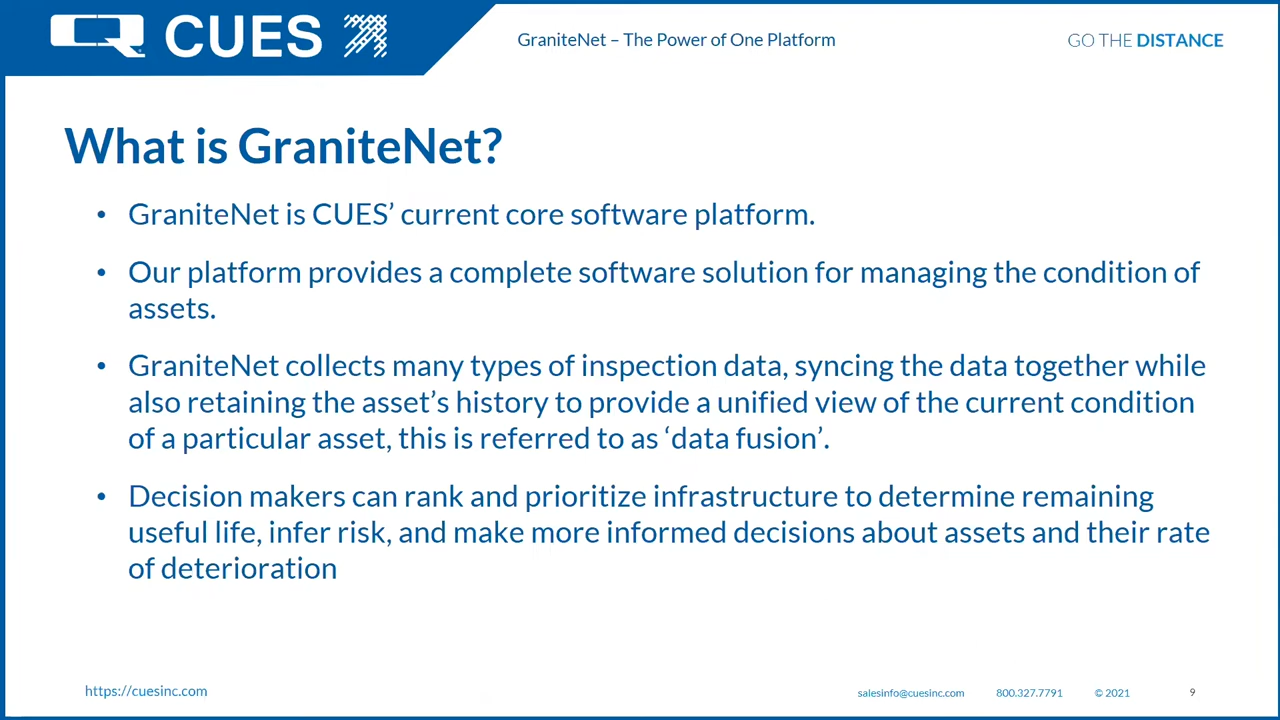 CUES
GraniteNet – The Power of One Platform
GO THE DISTANCE
What is GraniteNet?
• GraniteNet is CUES’ current core software platform.
• Our platform provides a complete software solution for managing the condition of
assets.
• GraniteNet collects many types of inspection data, syncing the data together while
also retaining the asset’s history to provide a unified view of the current condition
of a particular asset, this is referred to as ‘data fusion’.
• Decision makers can rank and prioritize infrastructure to determine remaining
useful life, infer risk, and make more informed decisions about assets and their rate
of deterioration
https://cuesinc.com
salesinfo@cuesinc.com
800.327.7791
© 2021
9